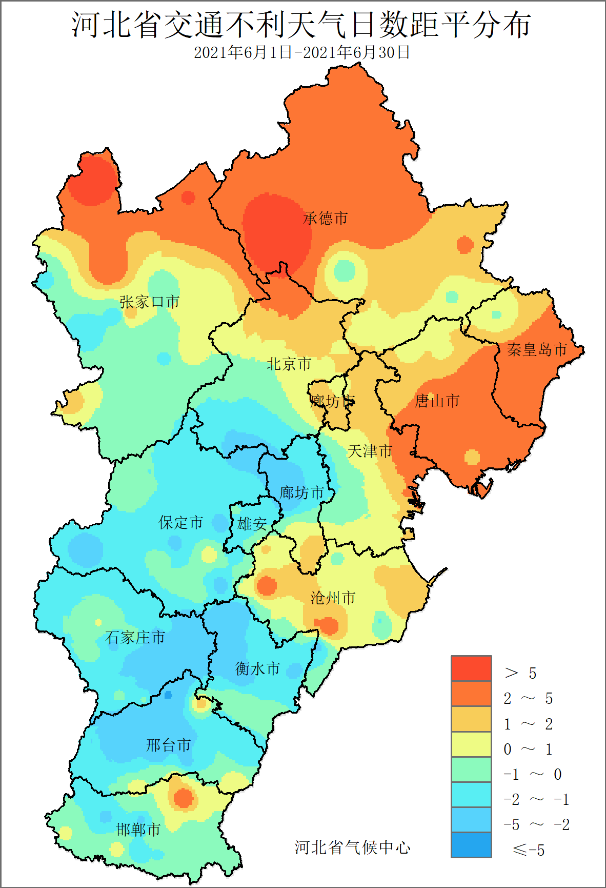 河北省交通不利天气日数距平分布
2021年6月1日-2021年6月30日
承德市
张家口市
秦皇岛市
北京市
廊坊市
唐山市
天津市
廊坊市
保定市
雄安
沧州市
石家庄市
衡水市
邢台市
邯郸市
河北省气候中心
> 5
2 ~ 5
1 ~ 2
0 ~ 1
-1 ~ 0
-2 ~ -1
-5 ~ -2
≤-5